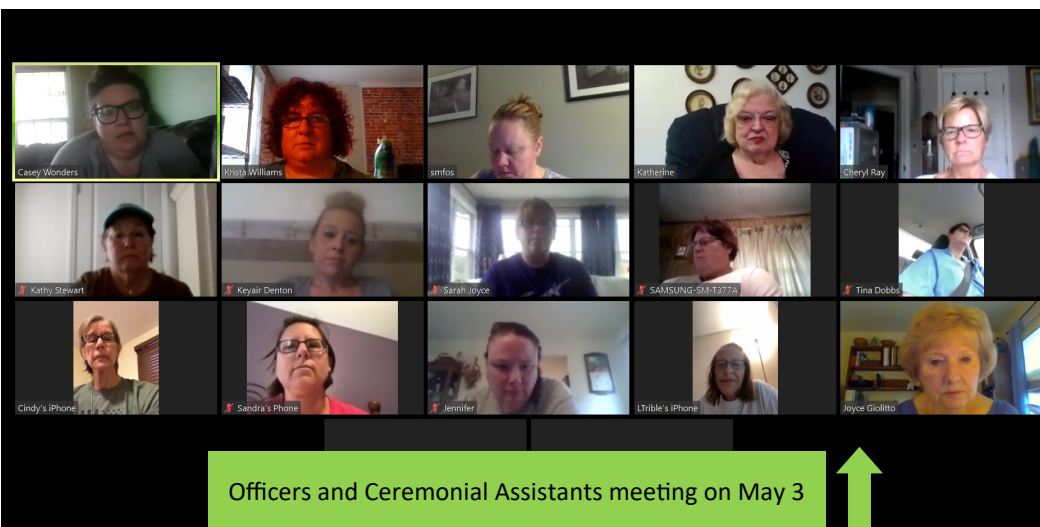 Casey Wonders
Krista Williams
smfos
Katherine
Cheryl Ray
Kathy Stewart
Keyair Denton
Sarah Joyce
SAMSUNG-SM-T377A
Tina Dobbs
Cindy's iPhone
Sandra's Phone
Jennifer
LTrible's iPhone
Joyce Giolitto
Officers and Ceremonial Assistants meeting on May 3